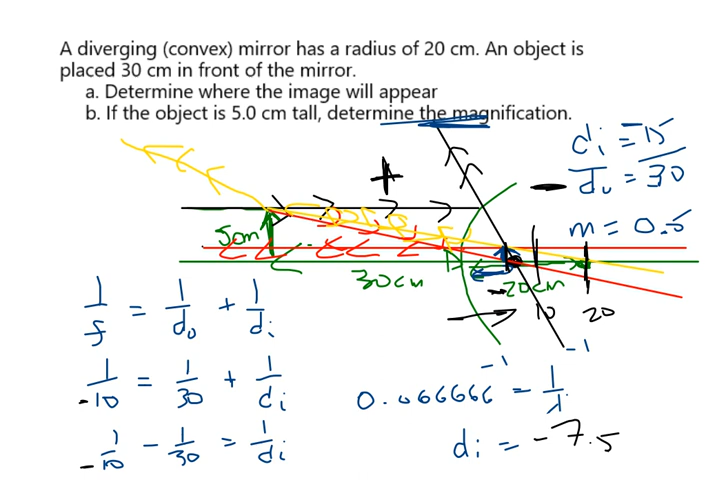 A diverging (convex) mirror has a radius of 20 cm. An object is
placed 30 cm in front of the mirror.
a. Determine where the image will appear
b. If the object is 5.0 cm tall, determine the magnification.
di = -15
do = 30
m = 0.5
+
-
5cm
30cm
-20cm
10 20
1/f = 1/do + 1/di
1/-10 = 1/30 + 1/di
-1/10 - 1/30 = 1/di
0.066666 -1 = 1/x -1
di = -7.5